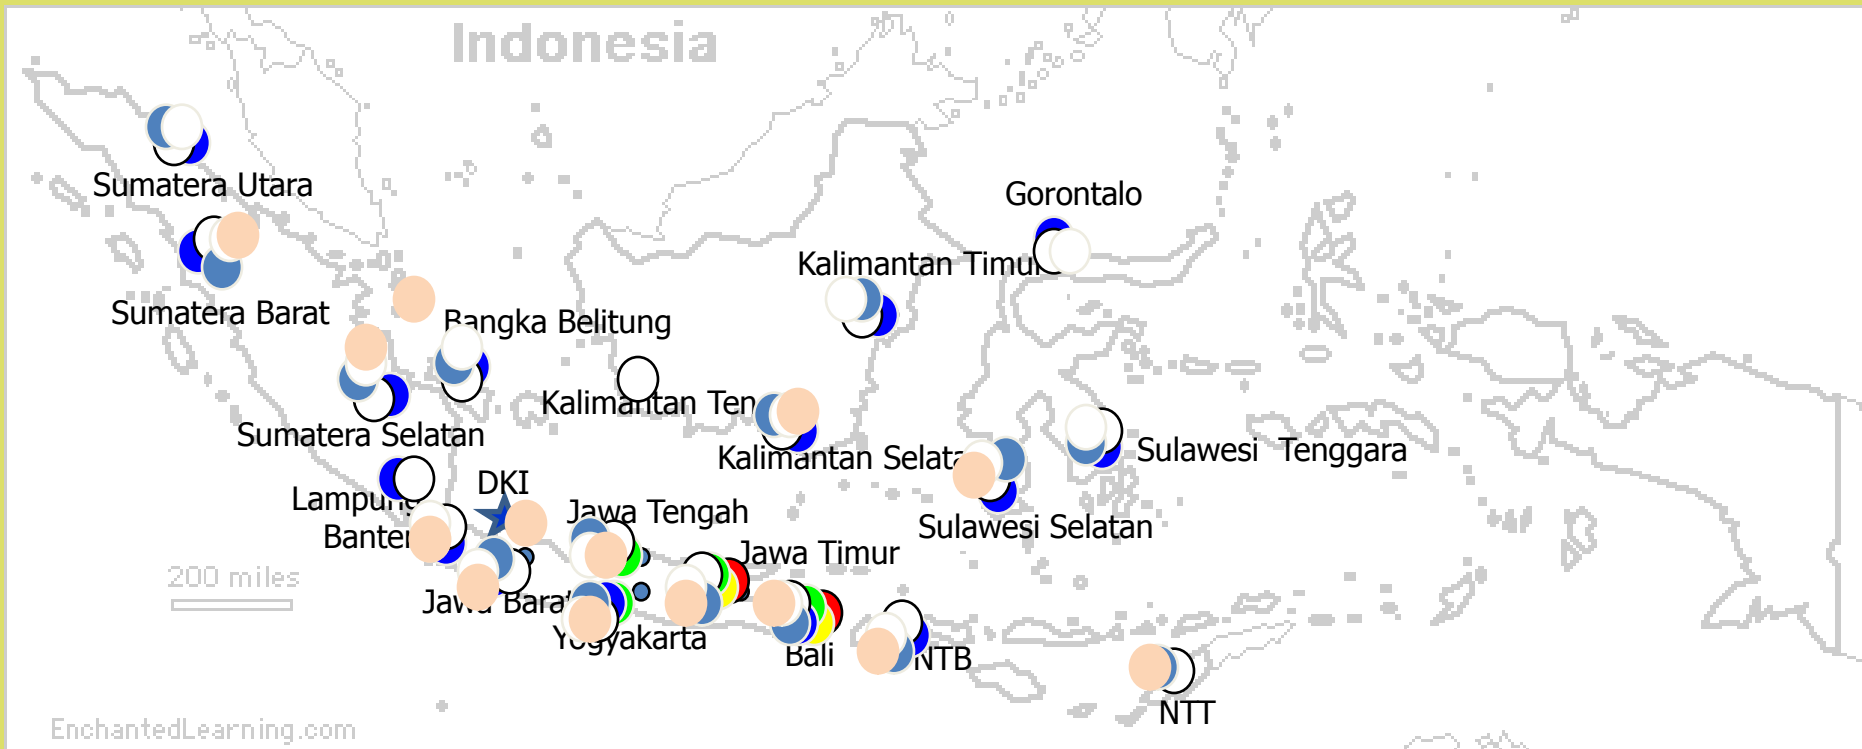 Indonesia
Sumatera Utara
Gorontalo
Kalimantan Timur
Sumatera Barat
Bangka Belitung
Kalimantan Ten
Sumatera Selatan
Kalimantan Selata
Sulawesi Tenggara
DKI
Lampung
Jawa Tengah
Sulawesi Selatan
Banten
Jawa Timur
200 miles
Jawa Barat
Yogyakarta
Bali
NTB
NTT
EnchantedLearning.com